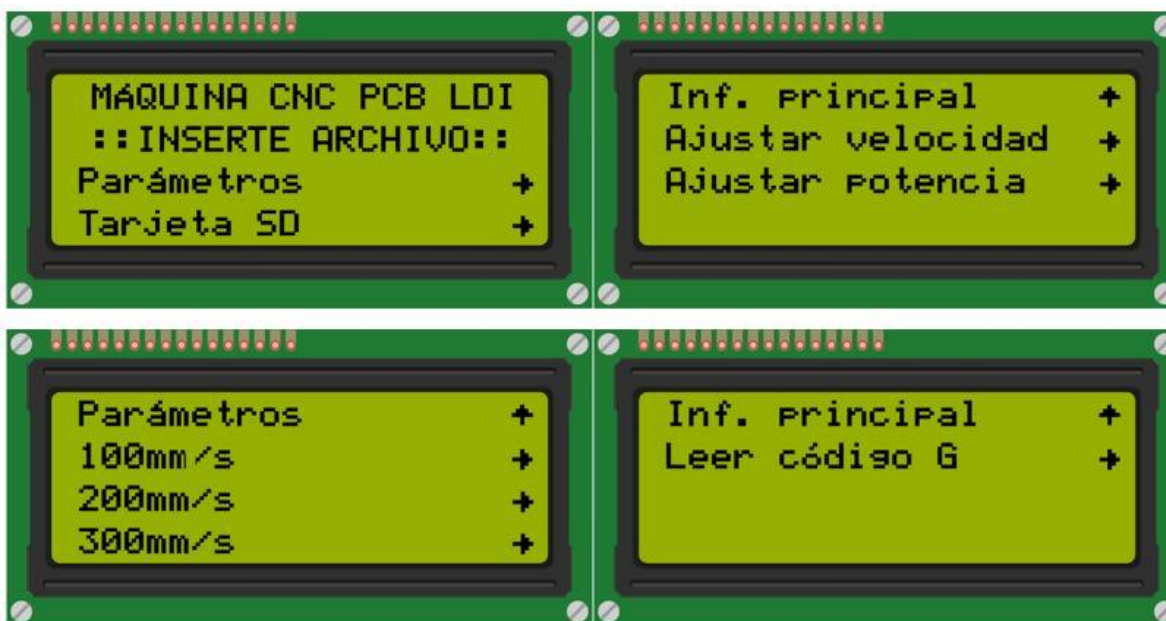 MÁQUINA CNC PCB LDI
::INSERTE ARCHIVO::
Parámetros →
Tarjeta SD →
Inf. principal ↑
Ajustar velocidad →
Ajustar potencia →
Parámetros ↑
100mm/s →
200mm/s →
300mm/s →
Inf. principal ↑
Leer código G →